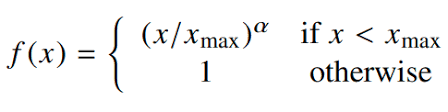 f(x) = { (x/x_max)^α if x < x_max
1 otherwise